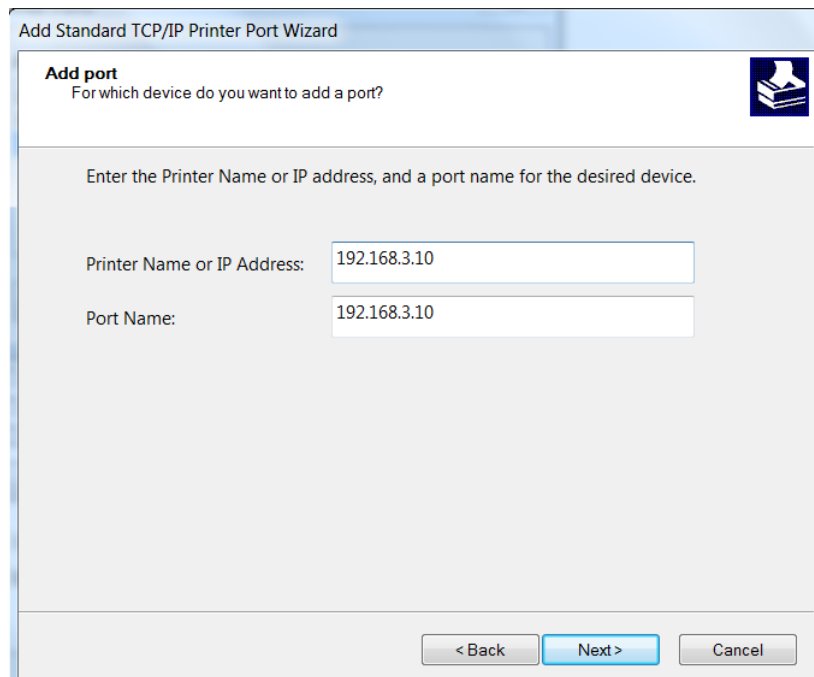 Add Standard TCP/IP Printer Port Wizard
Add port
For which device do you want to add a port?
Enter the Printer Name or IP address, and a port name for the desired device.
Printer Name or IP Address: 192.168.3.10
Port Name: 192.168.3.10
< Back Next > Cancel